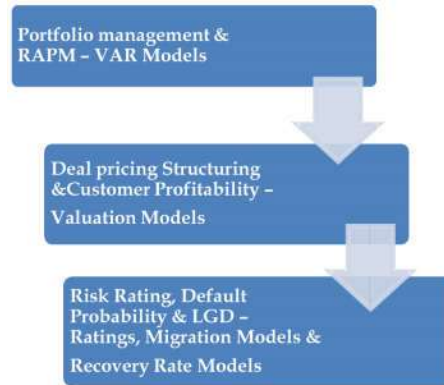 Portfolio management &
RAPM – VAR Models
Deal pricing Structuring
&Customer Profitability –
Valuation Models
Risk Rating, Default
Probability & LGD –
Ratings, Migration Models &
Recovery Rate Models